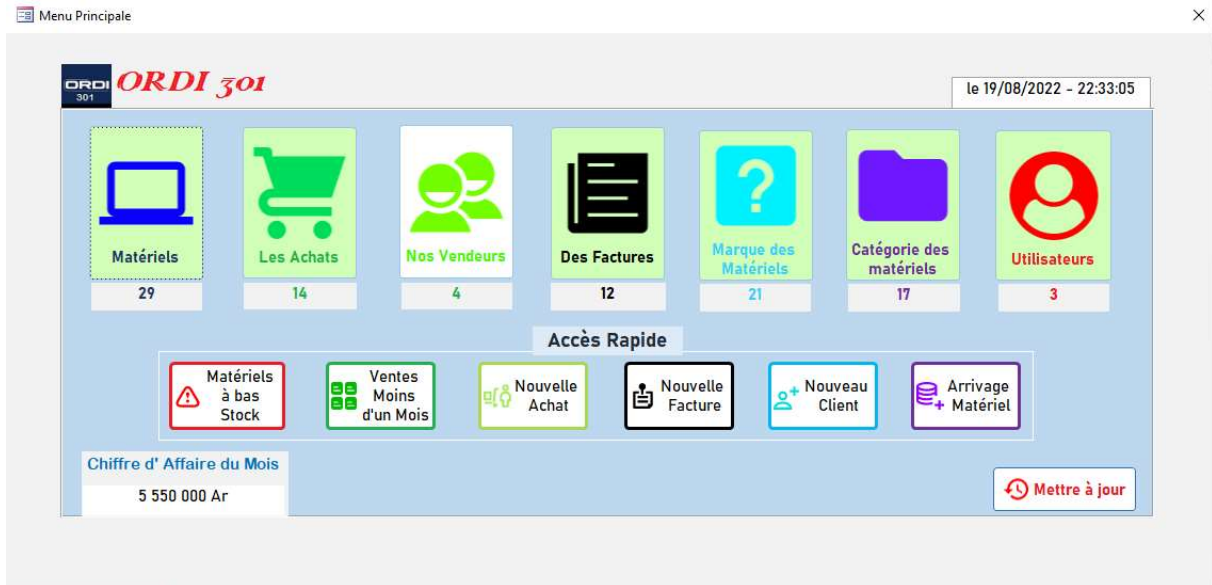 Menu Principale
ORDI
301
ORDI 301
le 19/08/2022 - 22:33:05
Matériels
Les Achats
Nos Vendeurs
Des Factures
Marque des
Matériels
Catégorie des
matériels
Utilisateurs
29
14
4
12
21
17
3
Accès Rapide
Matériels
à bas
Stock
Ventes
Moins
d'un Mois
Nouvelle
Achat
Nouvelle
Facture
Nouveau
Client
Arrivage
Matériel
Chiffre d' Affaire du Mois
5 550 000 Ar
Mettre à jour